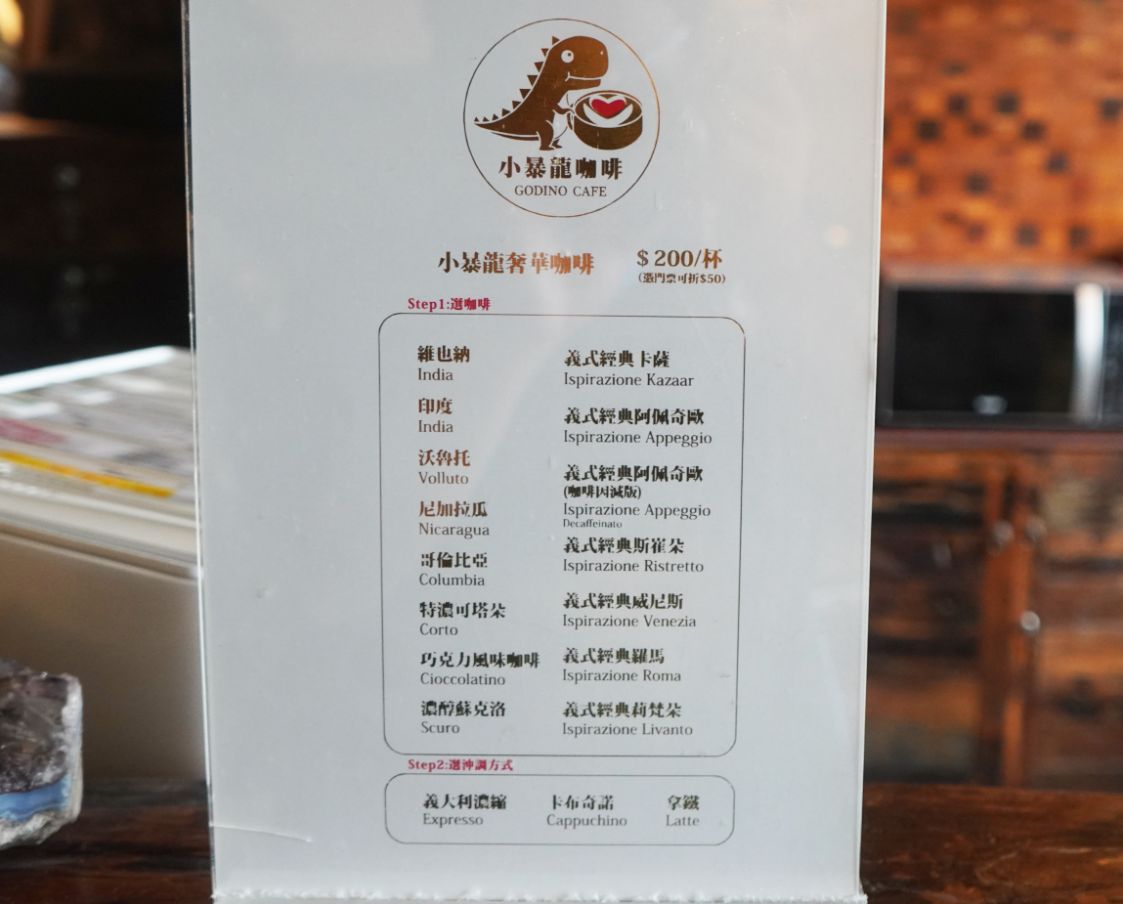 小暴龍咖啡
GODINO CAFE
小暴龍奢華咖啡
$200/杯
(憑門票可折$50)
Step1:選咖啡
維也納
India
印度
India
沃魯托
Volluto
尼加拉瓜
Nicaragua
哥倫比亞
Columbia
特濃可塔朵
Corto
巧克力風味咖啡
Cioccolatino
濃醇蘇克洛
Scuro
義式經典卡薩
Ispirazione Kazaar
義式經典阿佩奇歐
Ispirazione Appeggio
義式經典阿佩奇歐
(咖啡因減版)
Ispirazione Appeggio
Decaffeinato
義式經典斯崔朵
Ispirazione Ristretto
義式經典威尼斯
Ispirazione Venezia
義式經典羅馬
Ispirazione Roma
義式經典莉梵朵
Ispirazione Livanto
Step2:選沖調方式
義大利濃縮
Expresso
卡布奇諾
Cappuchino
拿鐵
Latte